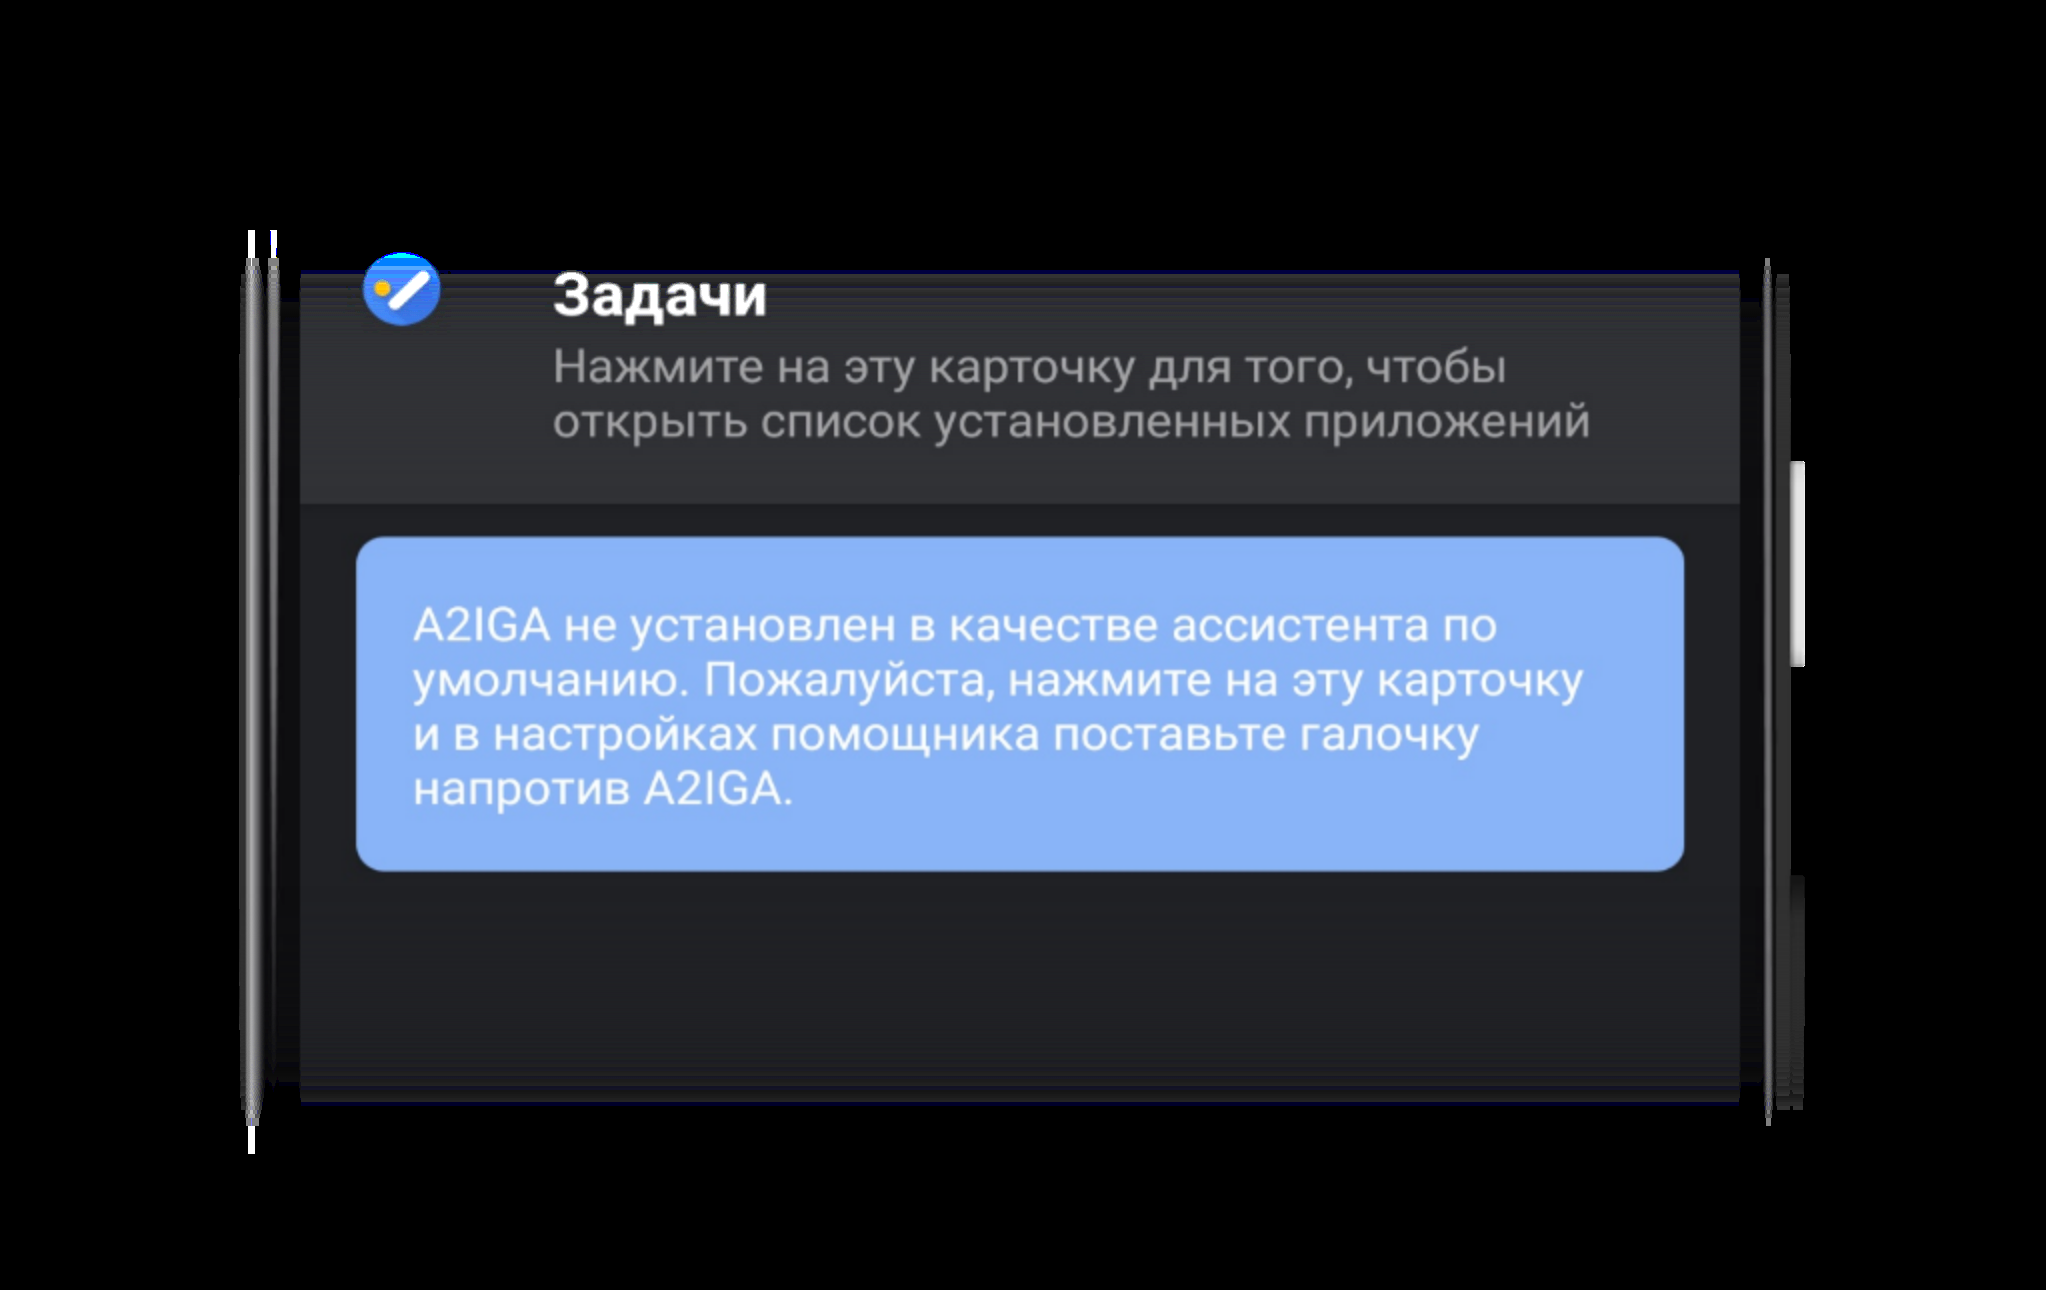 Задачи
Нажмите на эту карточку для того, чтобы
открыть список установленных приложений
A2IGA не установлен в качестве ассистента по
умолчанию. Пожалуйста, нажмите на эту карточку
и в настройках помощника поставьте галочку
напротив A2IGA.